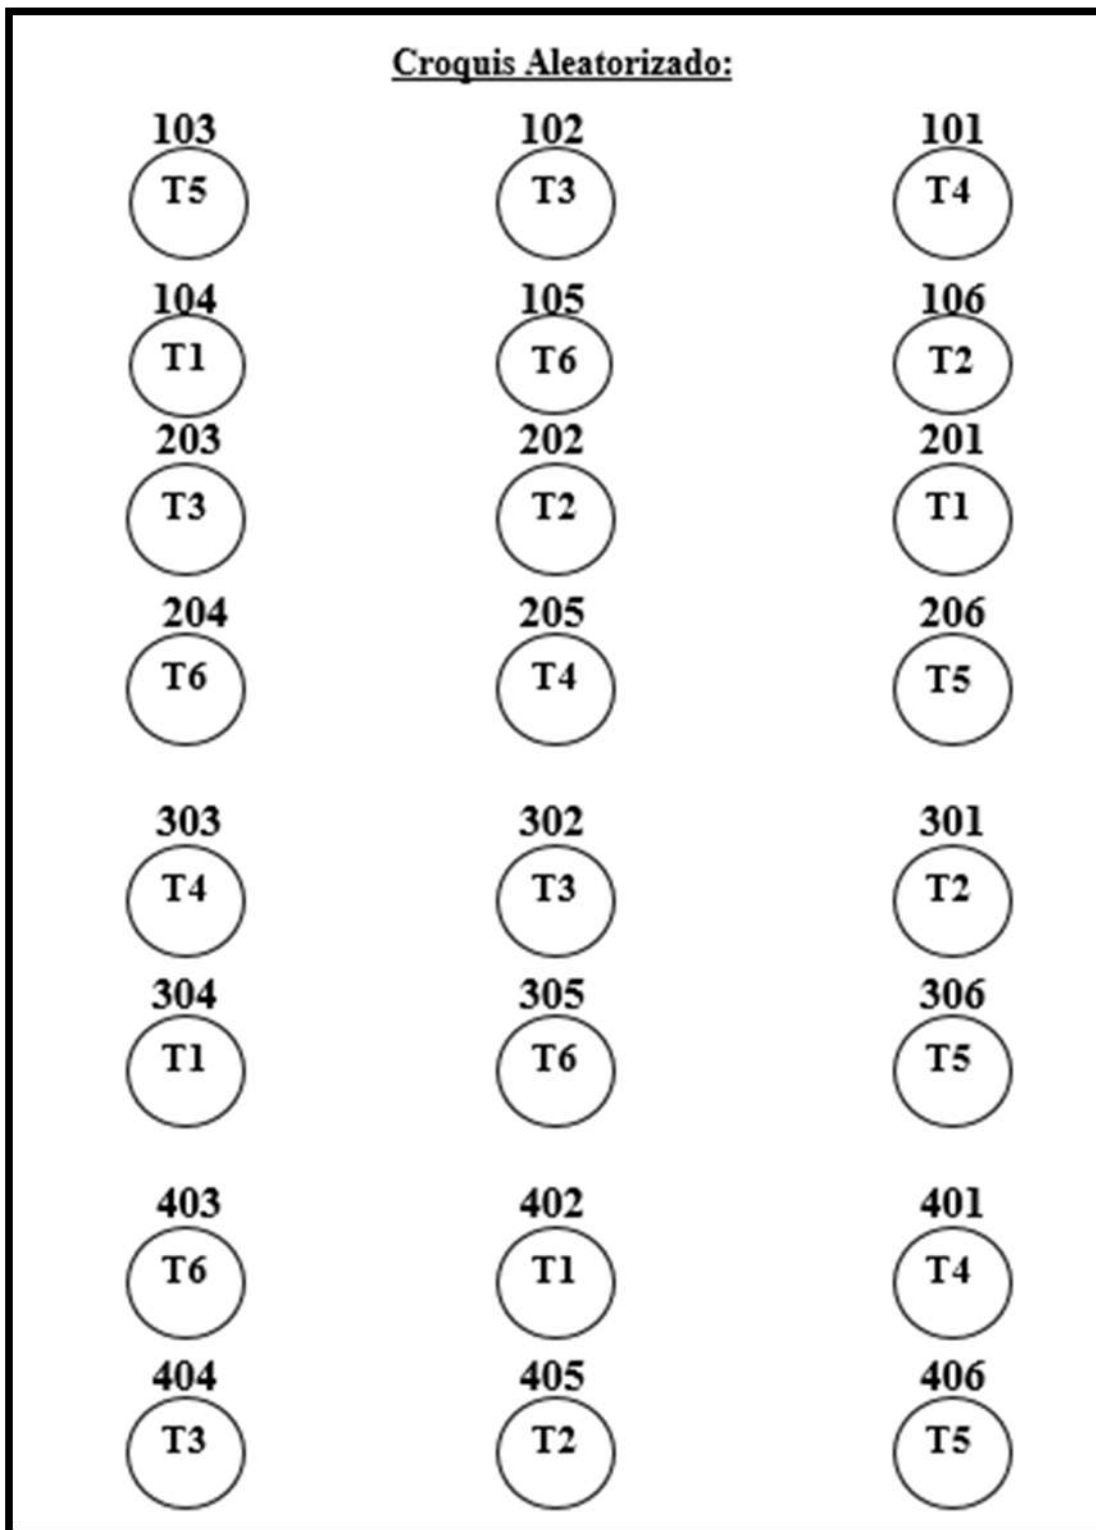 Croquis Aleatorizado:
103 102 101
T5 T3 T4
104 105 106
T1 T6 T2
203 202 201
T3 T2 T1
204 205 206
T6 T4 T5
303 302 301
T4 T3 T2
304 305 306
T1 T6 T5
403 402 401
T6 T1 T4
404 405 406
T3 T2 T5